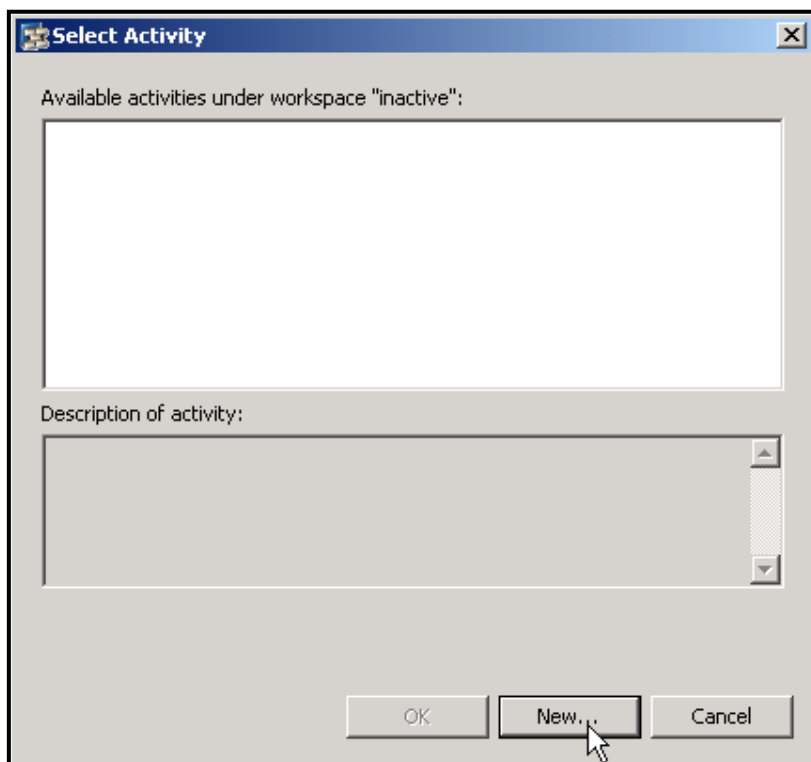 Select Activity
Available activities under workspace "inactive":
Description of activity:
OK New... Cancel